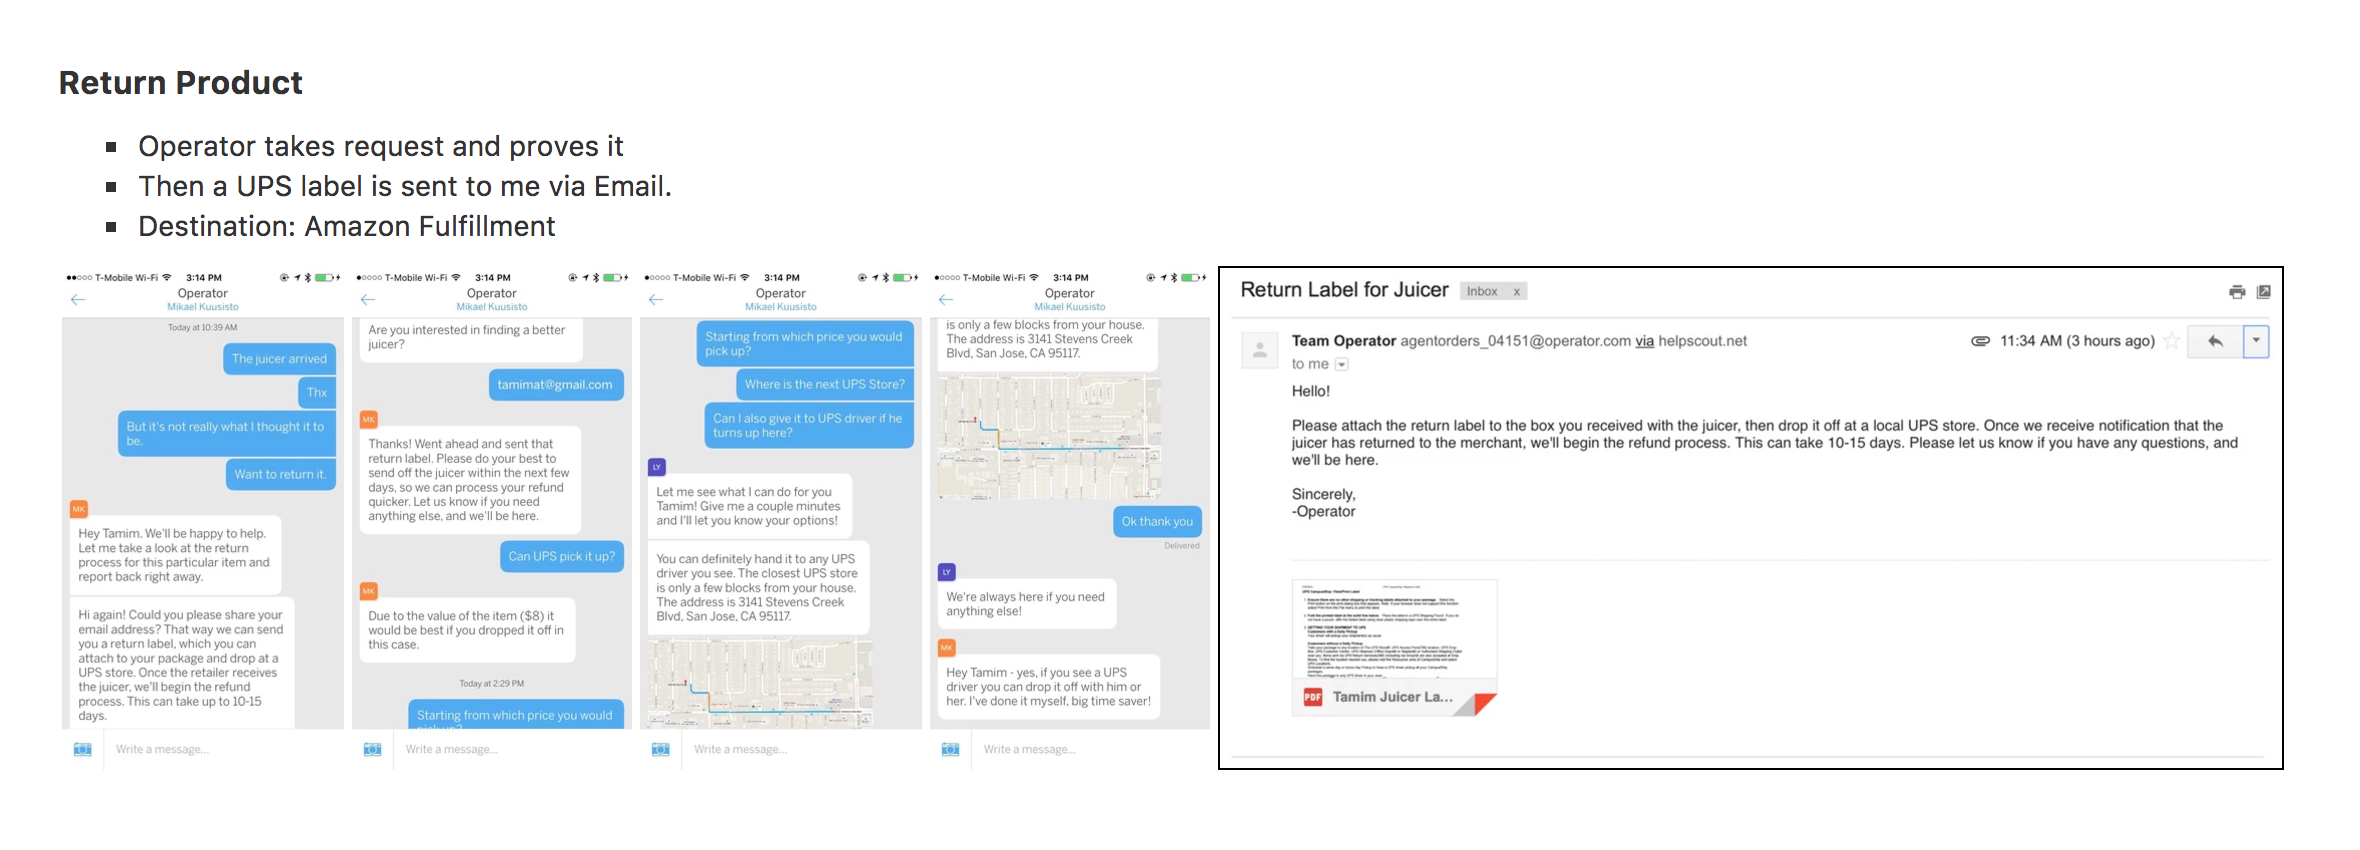 Return Product
Operator takes request and proves it
Then a UPS label is sent to me via Email.
Destination: Amazon Fulfillment
T-Mobile Wi-Fi 3:14 PM
Operator
Mikael Kuusisto
Today at 10:39 AM
The juicer arrived
Thx
But it's not really what I thought it to
be.
Want to return it.
MK
Hey Tamim. We'll be happy to help.
Let me take a look at the return
process for this particular item and
report back right away.
Hi again! Could you please share your
email address? That way we can send
you a return label, which you can
attach to your package and drop at a
UPS store. Once the retailer receives
the juicer, we'll begin the refund
process. This can take up to 10-15
days.
Write a message...
T-Mobile Wi-Fi 3:14 PM
Operator
Mikael Kuusisto
Are you interested in finding a better
juicer?
tamimat@gmail.com
MK
Thanks! Went ahead and sent that
return label. Please do your best to
send off the juicer within the next few
days, so we can process your refund
quicker. Let us know if you need
anything else, and we'll be here.
Can UPS pick it up?
MK
Due to the value of the item ($8) it
would be best if you dropped it off in
this case.
Today at 2:29 PM
Starting from which price you would
pick up?
Write a message...
T-Mobile Wi-Fi 3:14 PM
Operator
Mikael Kuusisto
Starting from which price you would
pick up?
Where is the next UPS Store?
Can I also give it to UPS driver if he
turns up here?
LY
Let me see what I can do for you
Tamim! Give me a couple minutes
and I'll let you know your options!
You can definitely hand it to any UPS
driver you see. The closest UPS store
is only a few blocks from your house.
The address is 3141 Stevens Creek
Blvd, San Jose, CA 95117.
Write a message...
T-Mobile Wi-Fi 3:14 PM
Operator
Mikael Kuusisto
is only a few blocks from your house.
The address is 3141 Stevens Creek
Blvd, San Jose, CA 95117.
Ok thank you
Delivered
LY
We're always here if you need
anything else!
MK
Hey Tamim - yes, if you see a UPS
driver you can drop it off with him or
her. I've done it myself, big time saver!
Write a message...
Return Label for Juicer Inbox x
Team Operator agentorders_04151@operator.com via helpscout.net 11:34 AM (3 hours ago)
to me
Hello!
Please attach the return label to the box you received with the juicer, then drop it off at a local UPS store. Once we receive notification that the
juicer has returned to the merchant, we'll begin the refund process. This can take 10-15 days. Please let us know if you have any questions, and
we'll be here.
Sincerely,
-Operator
PDF Tamim Juicer La...